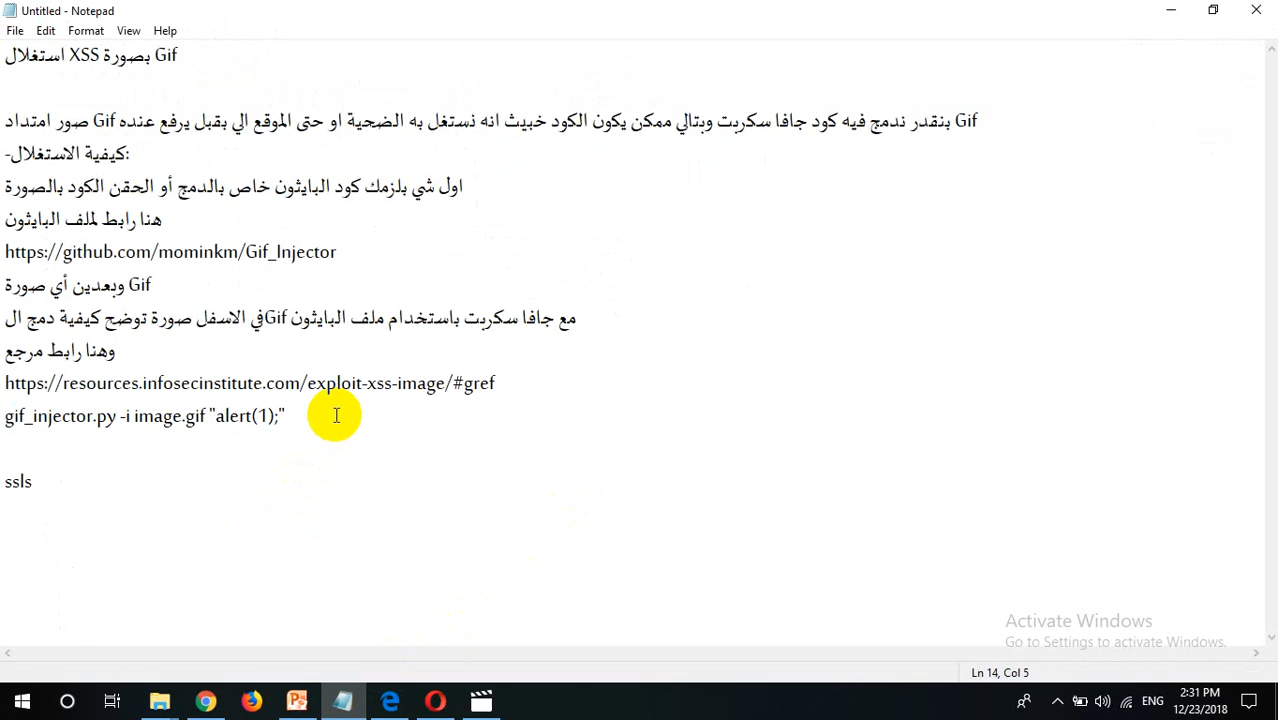 Untitled - Notepad
File Edit Format View Help
استغلال XSS بصورة Gif
صور امتداد Gif بنقدر ندمج فيه كود جافا سكربت وبتالي ممكن يكون الكود خبيث انه نستغل به الضحية او حتى الموقع الي بقبل يرفع عنده Gif
-كيفية الاستغلال:
اول شي بلزمك كود البايثون خاص بالدمج أو الحقن الكود بالصورة
هنا رابط لملف البايثون
https://github.com/mominkm/Gif_Injector
وبعدين أي صورة Gif
في الاسفل صورة توضح كيفية دمج ال Gif مع جافا سكربت باستخدام ملف البايثون
وهنا رابط مرجع
https://resources.infosecinstitute.com/exploit-xss-image/#gref
gif_injector.py -i image.gif "alert(1);"
ssls
Activate Windows
Go to Settings to activate Windows.
Ln 14, Col 5
ENG
2:31 PM
12/23/2018